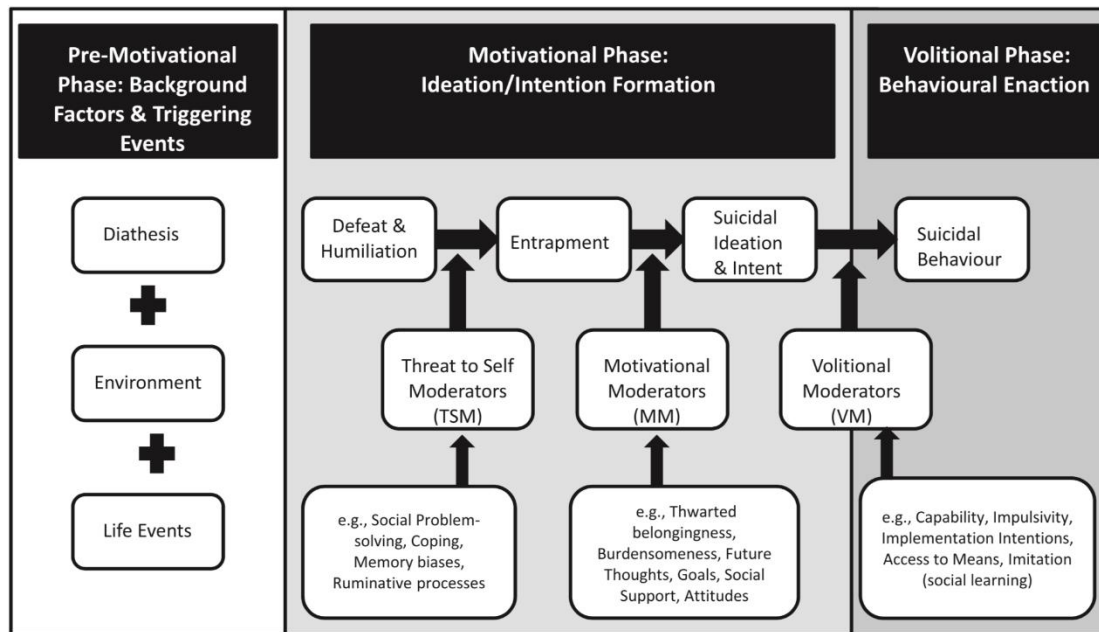 Pre-Motivational
Phase: Background
Factors & Triggering
Events
Motivational Phase:
Ideation/Intention Formation
Volitional Phase:
Behavioural Enaction
Diathesis
Environment
Life Events
Defeat &
Humiliation
Entrapment
Suicidal
Ideation
& Intent
Suicidal
Behaviour
Threat to Self
Moderators
(TSM)
Motivational
Moderators
(MM)
Volitional
Moderators
(VM)
e.g., Social Problem-
solving, Coping,
Memory biases,
Ruminative processes
e.g., Thwarted
belongingness,
Burdensomeness, Future
Thoughts, Goals, Social
Support, Attitudes
e.g., Capability, Impulsivity,
Implementation Intentions,
Access to Means, Imitation
(social learning)